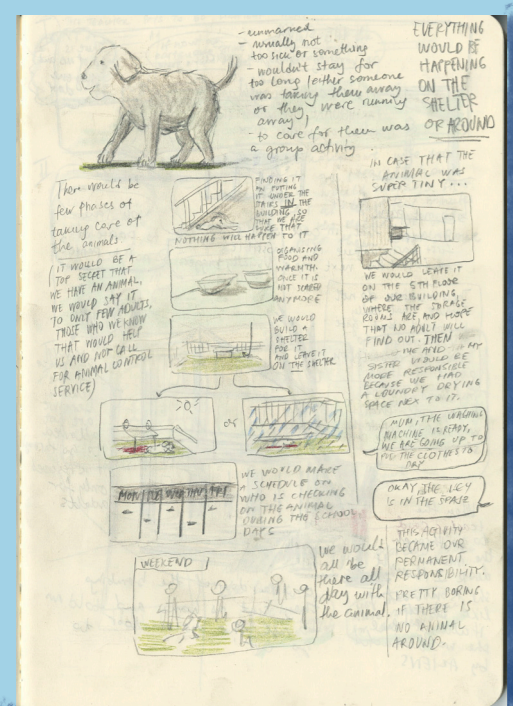 - unnamed
- usually not
too sick or something
- wouldn't stay for
too long (either someone
was taking them away
or they were running
away)
- to care for them was
a group activity.
EVERYTHING
WOULD BE
HAPPENING
ON THE
SHELTER
OR AROUND
There would be
few phases of
taking care of
the animals
(IT WOULD BE A
TOP SECRET THAT
WE HAVE AN ANIMAL,
WE WOULD SAY IT
TO ONLY FEW ADULTS,
THOSE WHO WE KNOW
THAT WOULD HELP
US AND NOT CALL
FOR ANIMAL CONTROL
SERVICE)
FINDING IT
OR PUTING
IT UNDER THE
STAIRS IN THE
BUILDING SO
THAT WE ARE
SURE THAT
NOTHING WILL HAPPEN TO IT
ORGANISING
FOOD AND
WARMTH.
ONCE IT IS
NOT SCARED
ANYMORE
WE WOULD
BUILD A
SHELTER
FOR IT
AND LEAVE IT
ON THE SHELTER
or
MON TUE WED THU FRI
WE WOULD MAKE
A SCHEDULE ON
WHO IS CHECKING
ON THE ANIMAL
DURING THE SCHOOL
DAYS
WEEKEND
We would
all be
there all
day with
the animal.
IN CASE THAT THE
ANIMAL WAS
SUPER TINY...
WE WOULD LEAVE IT
ON THE 5TH FLOOR
OF OUR BUILDING,
WHERE THE STORAGE
ROOMS ARE, AND HOPE
THAT NO ADULT WILL
FIND OUT. THEN
ME AND MY
SISTER WOULD BE
MORE RESPONSIBLE
BECAUSE WE HAD
A LOUNDRY DRYING
SPACE NEX TO IT.
MUM, THE WASHING
MACHINE IS READY,
WE ARE GOING UP TO
PUT THE CLOTHES TO
DRY
OKAY, THE KEY
IS IN THE
THIS ACTIVITY
BECAME OUR
PERMANENT
RESPONSIBILITY.
PRETTY BORING
IF THERE IS
NO ANIMAL
AROUND.